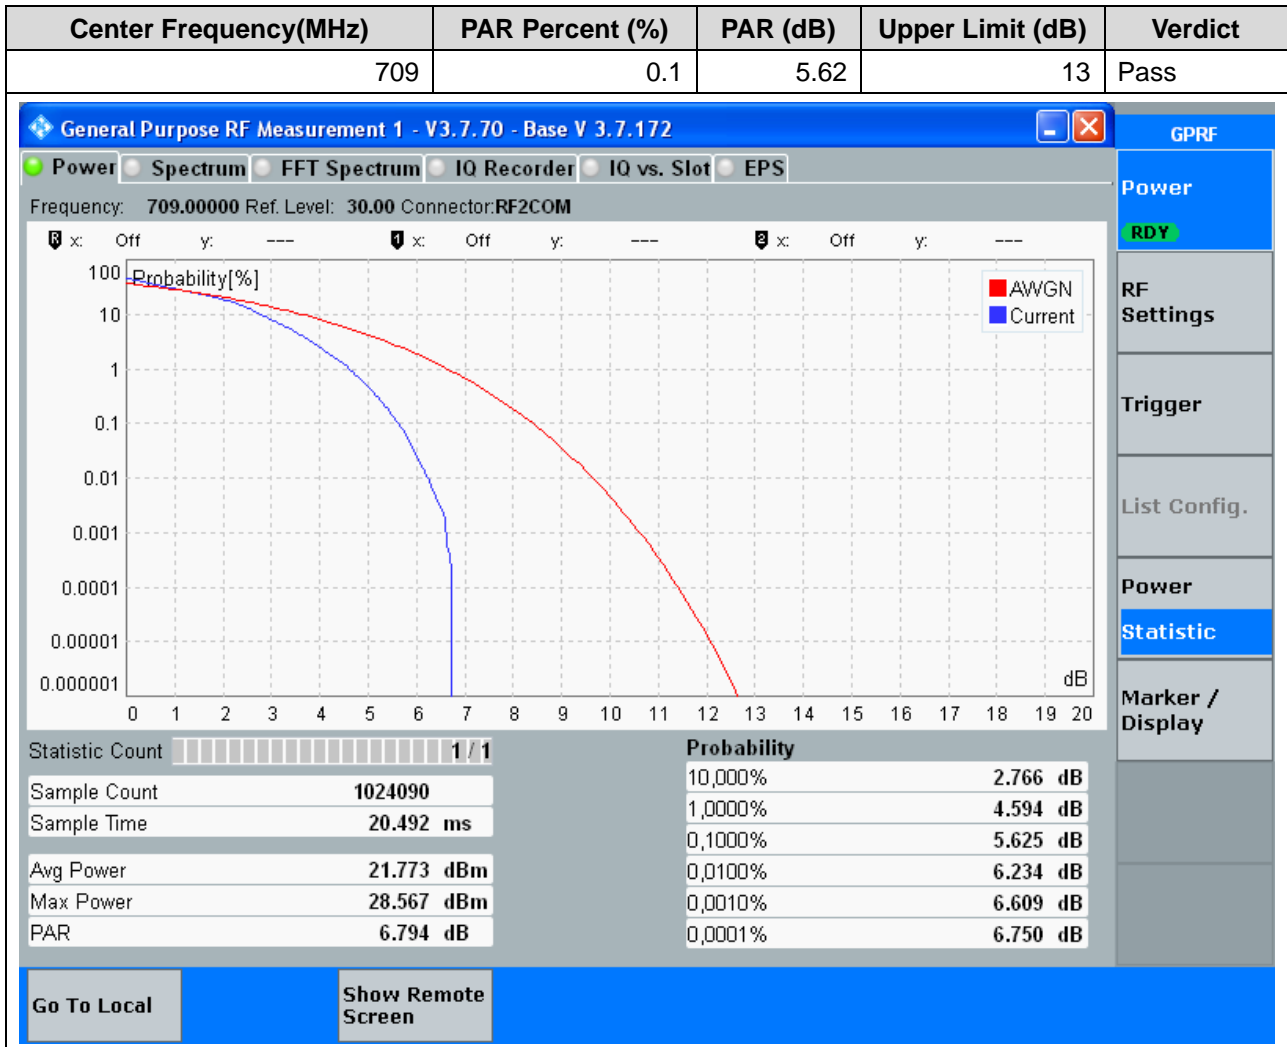 Center Frequency(MHz) PAR Percent (%) PAR (dB) Upper Limit (dB) Verdict
709 0.1 5.62 13 Pass
General Purpose RF Measurement 1 - V3.7.70 - Base V 3.7.172
GPRF
Power Spectrum FFT Spectrum IQ Recorder IQ vs. Slot EPS
Frequency: 709.00000 Ref. Level: 30.00 Connector:RF2COM
R x: Off y: --- 1 x: Off y: --- 2 x: Off y: ---
Probability[%]
AWGN
Current
100
10
1
0.1
0.01
0.001
0.0001
0.00001
0.000001
dB
0 1 2 3 4 5 6 7 8 9 10 11 12 13 14 15 16 17 18 19 20
Statistic Count 1 / 1
Sample Count 1024090
Sample Time 20.492 ms
Avg Power 21.773 dBm
Max Power 28.567 dBm
PAR 6.794 dB
Probability
10,000% 2.766 dB
1,0000% 4.594 dB
0,1000% 5.625 dB
0,0100% 6.234 dB
0,0010% 6.609 dB
0,0001% 6.750 dB
Power
RDY
RF
Settings
Trigger
List Config.
Power
Statistic
Marker /
Display
Go To Local
Show Remote
Screen